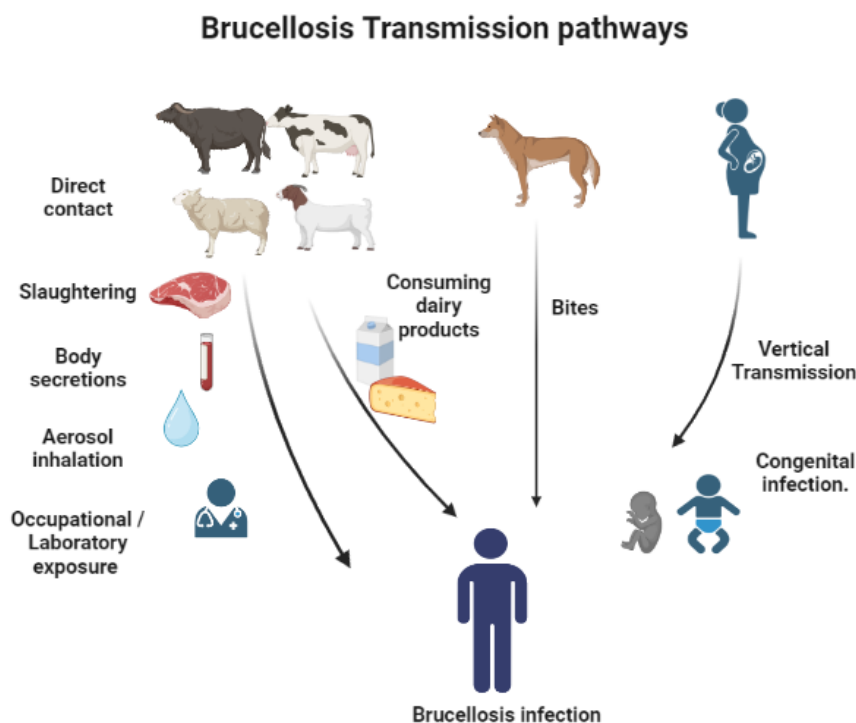 Brucellosis Transmission pathways
Direct
contact
Slaughtering
Body
secretions
Aerosol
inhalation
Occupational /
Laboratory
exposure
Consuming
dairy
products
Bites
Vertical
Transmission
Congenital
infection.
Brucellosis infection